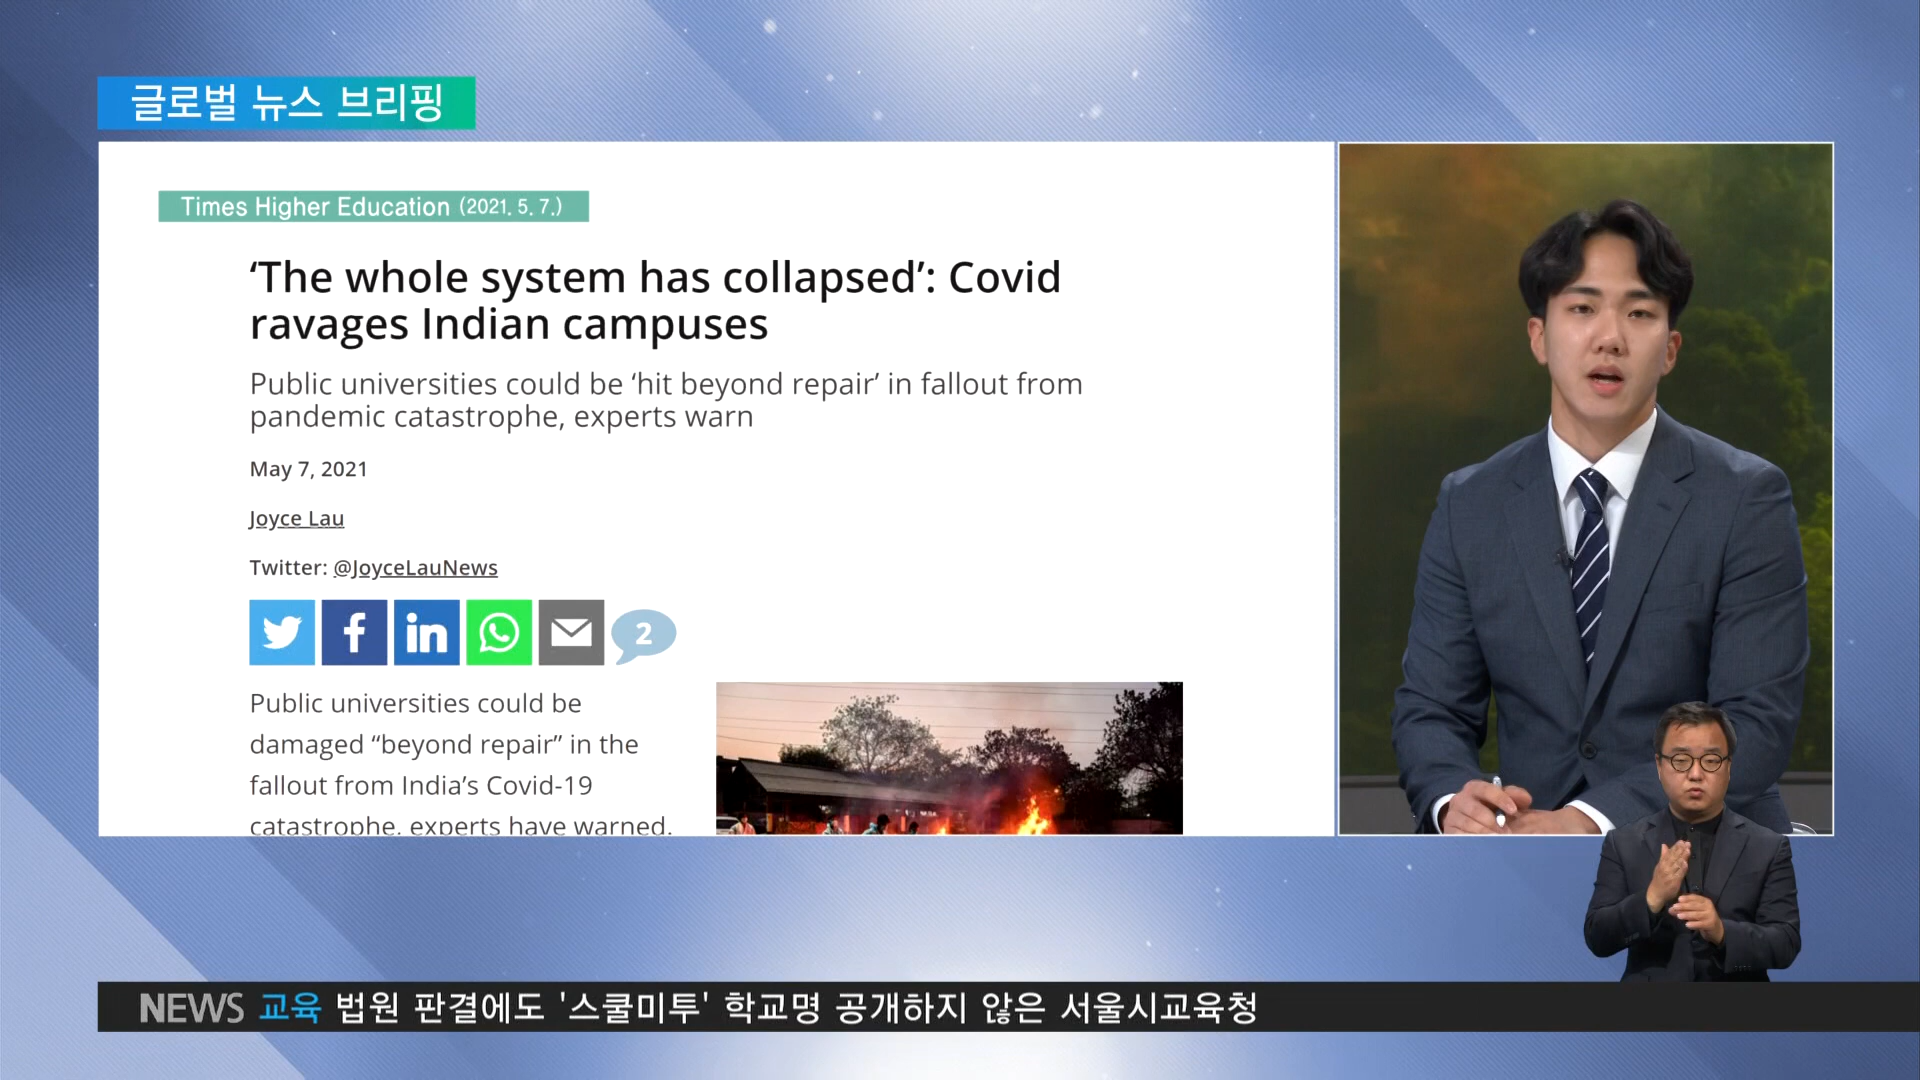 글로벌 뉴스 브리핑
Times Higher Education (2021. 5. 7.)
‘The whole system has collapsed’: Covid
ravages Indian campuses
Public universities could be ‘hit beyond repair’ in fallout from
pandemic catastrophe, experts warn
May 7, 2021
Joyce Lau
Twitter: @JoyceLauNews
f
in
2
Public universities could be
damaged “beyond repair” in the
fallout from India’s Covid-19
catastrophe, experts have warned.
NEWS 교육 법원 판결에도 '스쿨미투' 학교명 공개하지 않은 서울시교육청